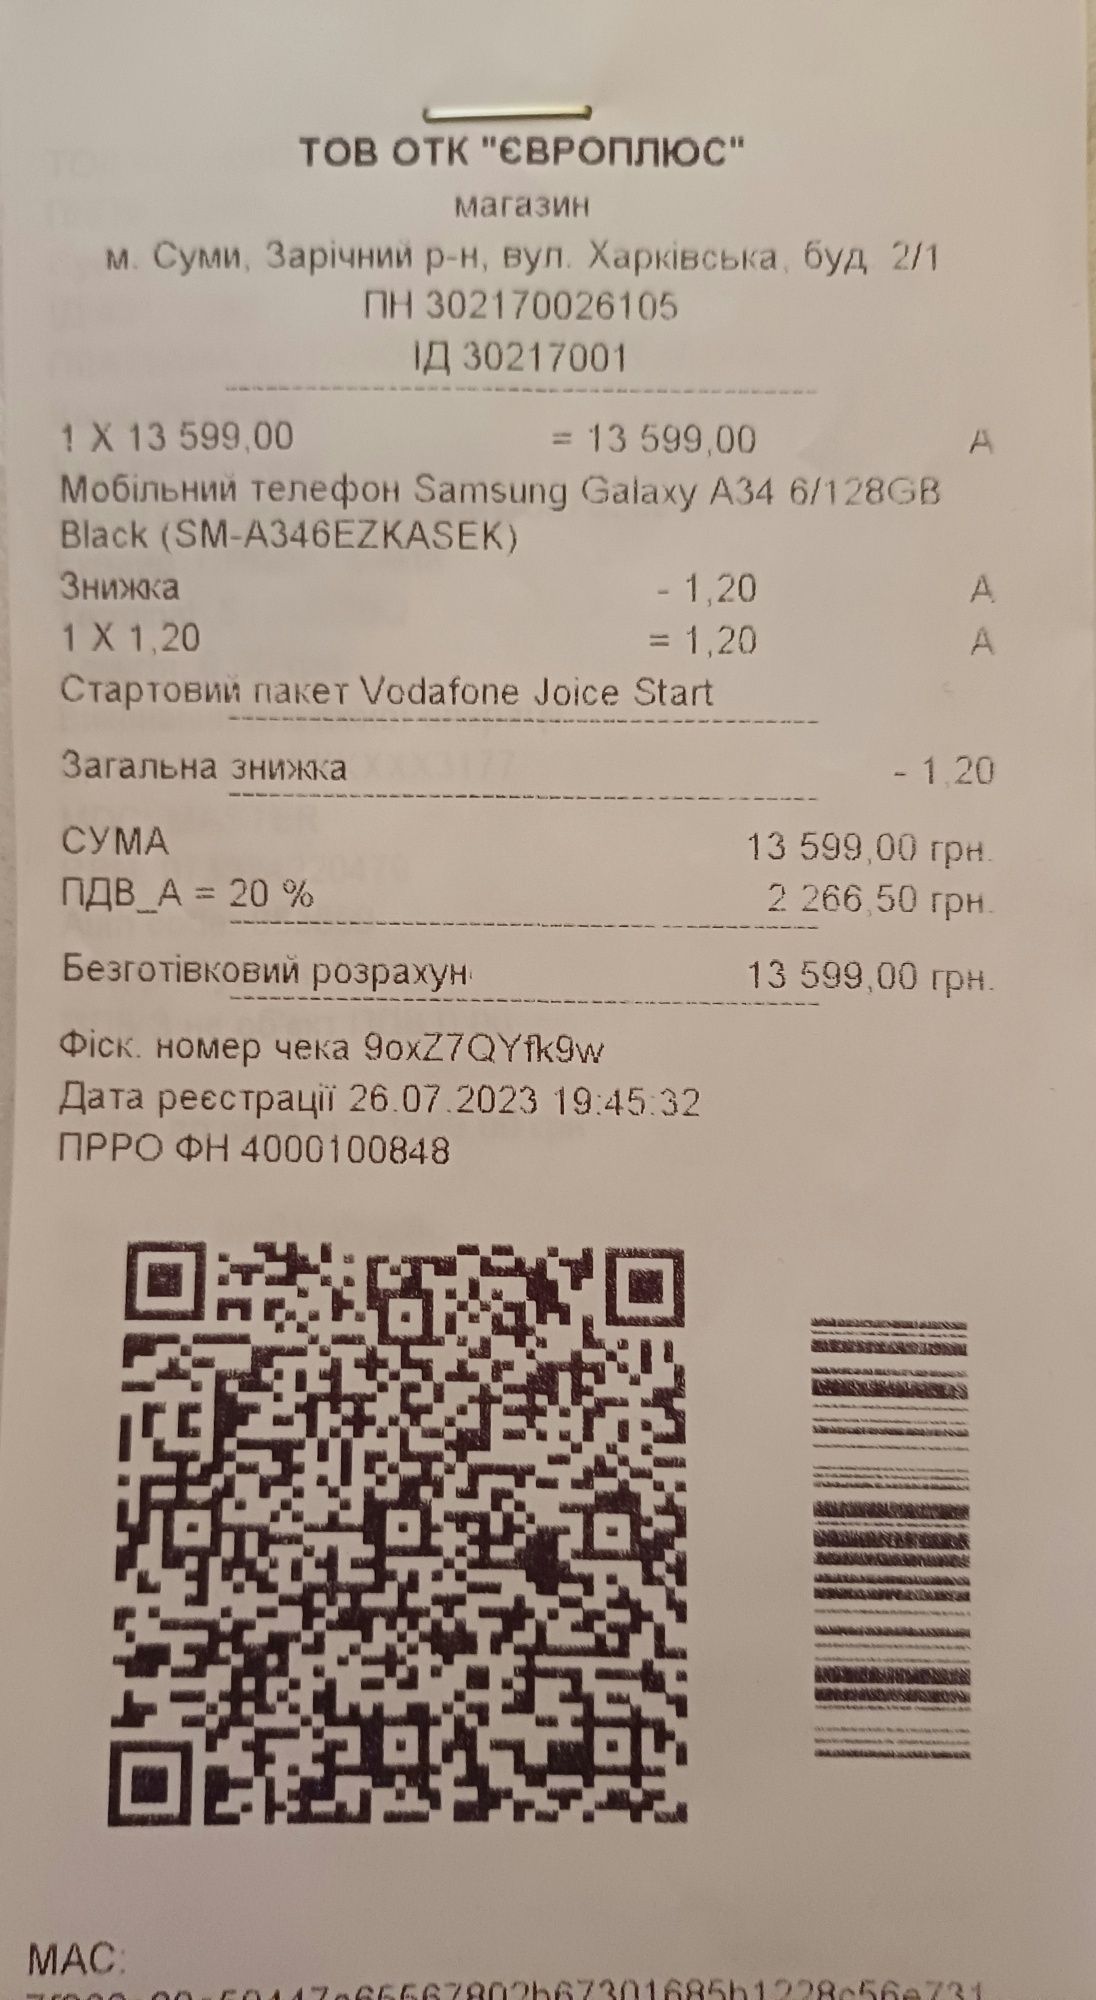 ТОВ ОТК "ЄВРОПЛЮС"
магазин
м. Суми, Зарічний р-н, вул. Харківська, буд. 2/1
ПН 302170026105
ІД 30217001
1 X 13 599,00 = 13 599,00 А
Мобільний телефон Samsung Galaxy A34 6/128GB
Black (SM-A346EZKASEK)
Знижка - 1,20 А
1 X 1,20 = 1,20 А
Стартовий пакет Vodafone Joice Start
Загальна знижка - 1,20
СУМА 13 599,00 грн.
ПДВ_А = 20 % 2 266,50 грн.
Безготівковий розрахун 13 599,00 грн.
Фіск. номер чека 9oxZ7QYfk9w
Дата реєстрації 26.07.2023 19:45:32
ПРРО ФН 4000100848
МАС: